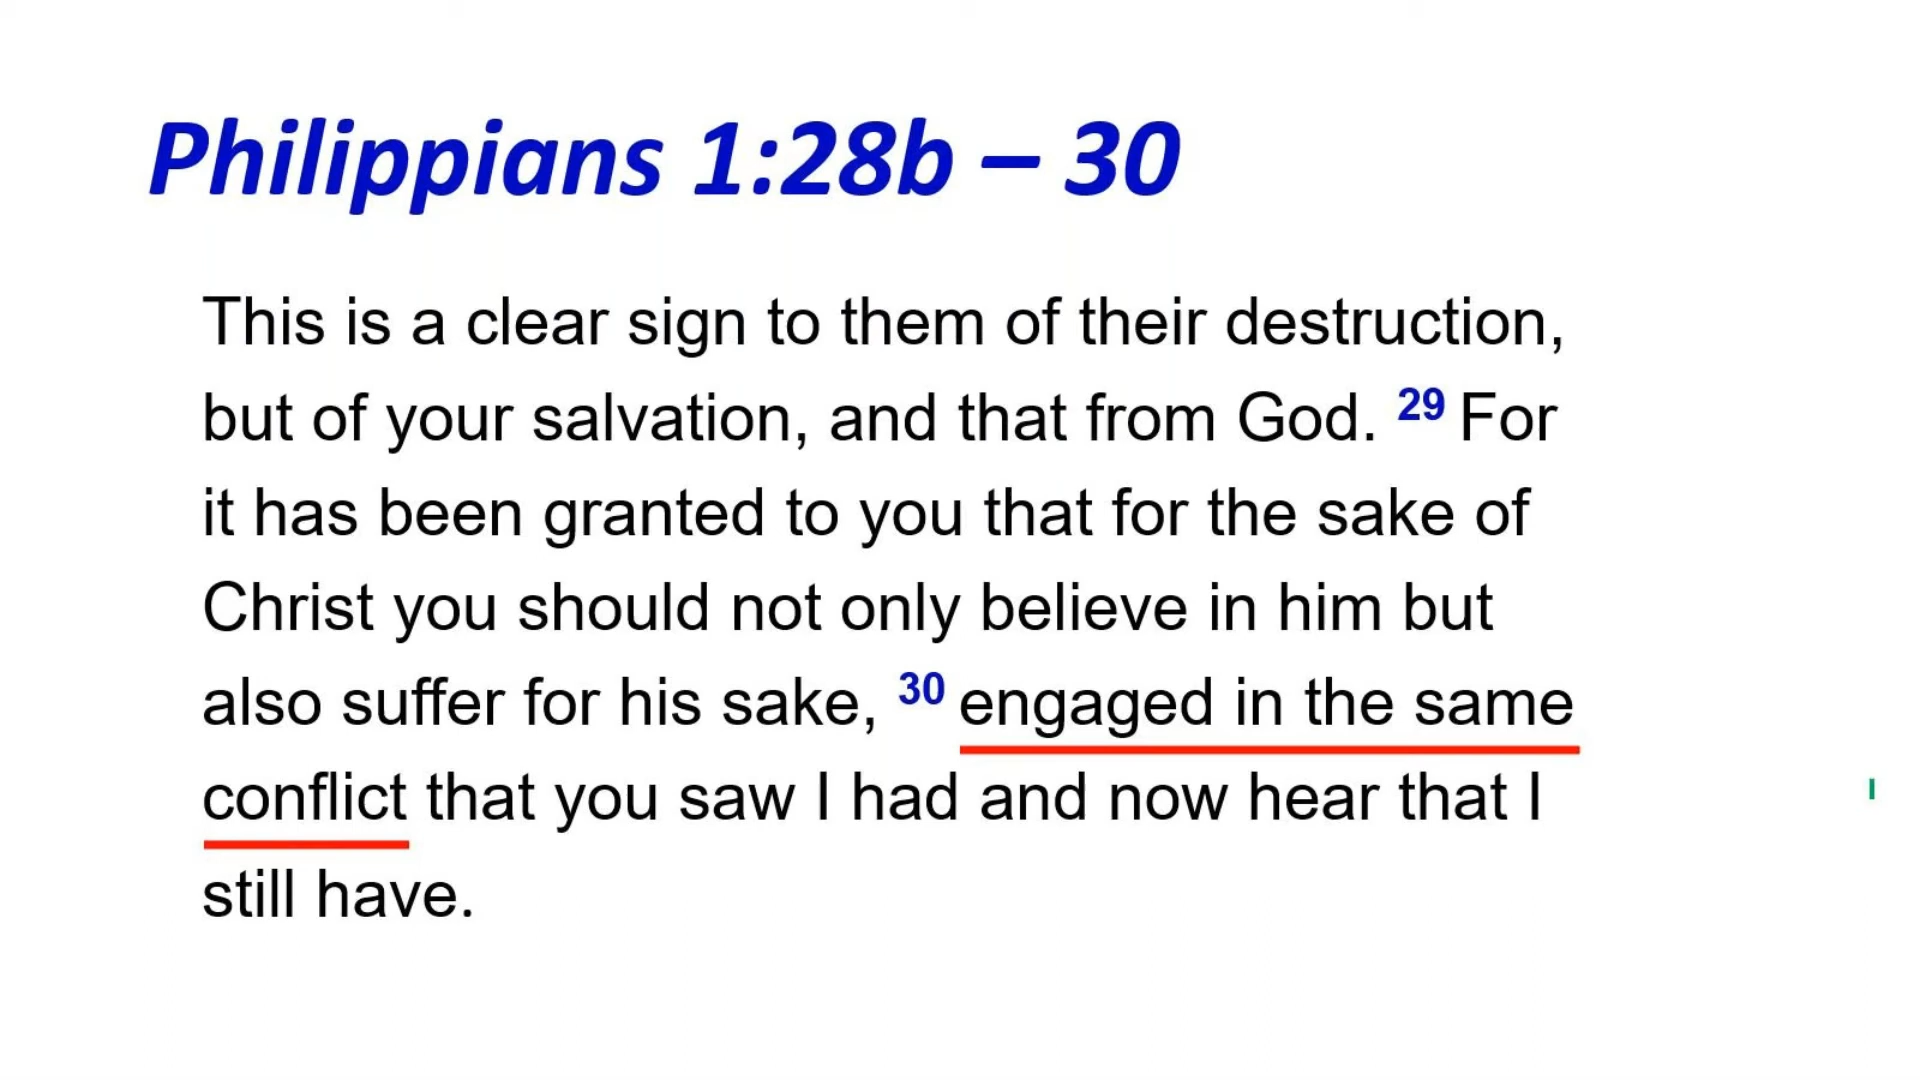 Philippians 1:28b – 30
This is a clear sign to them of their destruction,
but of your salvation, and that from God. 29 For
it has been granted to you that for the sake of
Christ you should not only believe in him but
also suffer for his sake, 30 engaged in the same
conflict that you saw I had and now hear that I
still have.